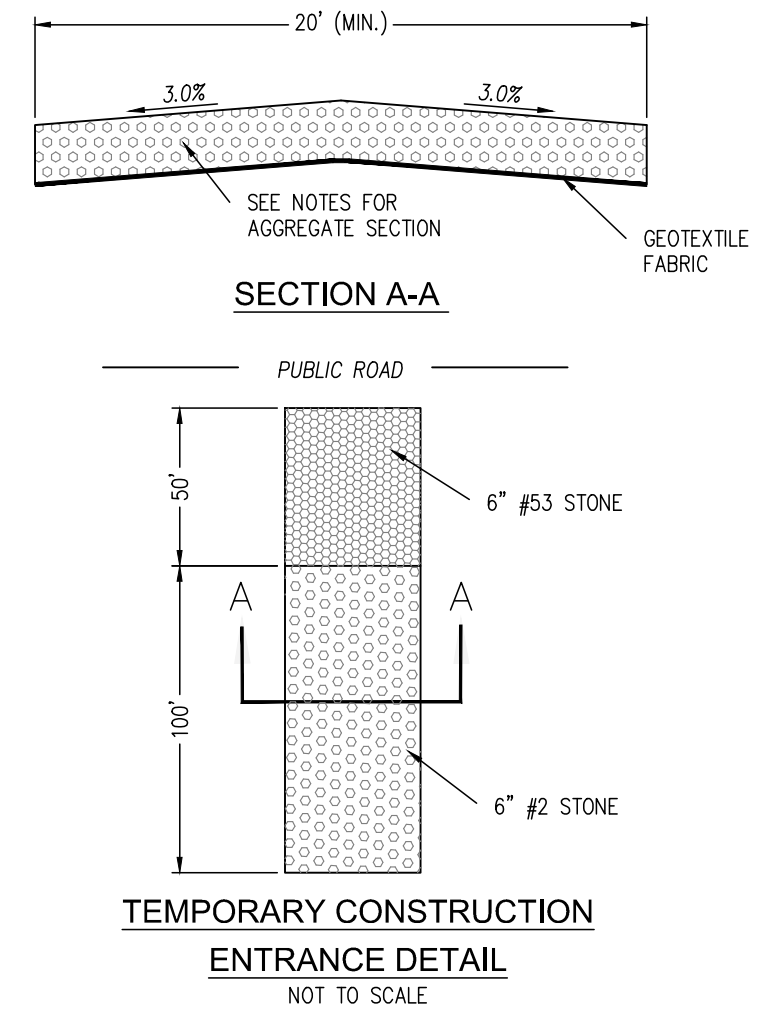 20' (MIN.)
3.0%
3.0%
SEE NOTES FOR
AGGREGATE SECTION
GEOTEXTILE
FABRIC
SECTION A-A
PUBLIC ROAD
50'
6" #53 STONE
A
A
100'
6" #2 STONE
TEMPORARY CONSTRUCTION
ENTRANCE DETAIL
NOT TO SCALE